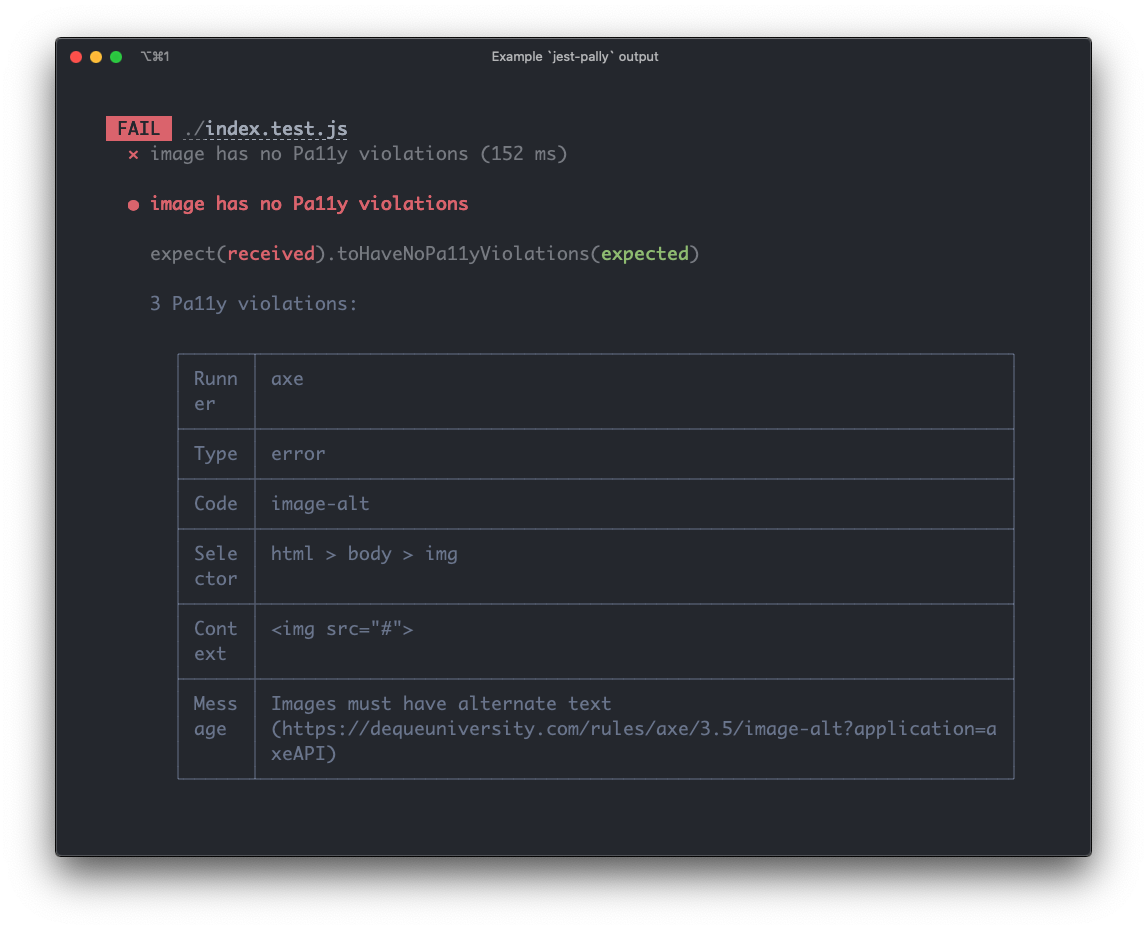 ⌥⌘1 Example `jest-pally` output
FAIL ./index.test.js
× image has no Pa11y violations (152 ms)
● image has no Pa11y violations
expect(received).toHaveNoPa11yViolations(expected)
3 Pa11y violations:
Runn axe
er
Type error
Code image-alt
Sele html > body > img
ctor
Cont <img src="#">
ext
Mess Images must have alternate text
age (https://dequeuniversity.com/rules/axe/3.5/image-alt?application=a
xeAPI)